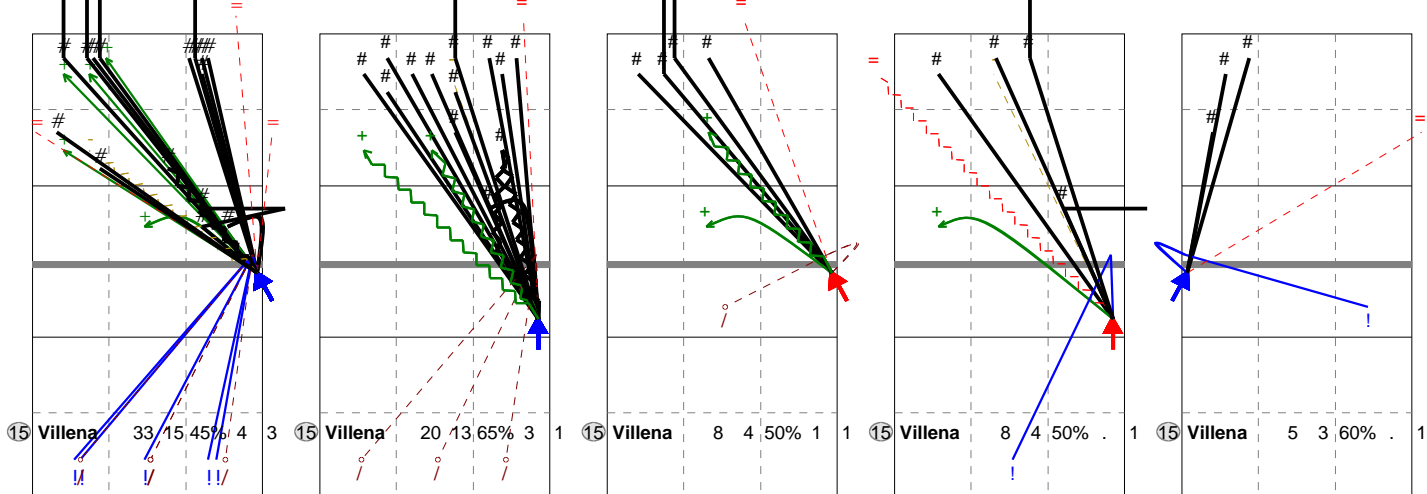 15 Villena 33 15 45% 4 3
15 Villena 20 13 65% 3 1
15 Villena 8 4 50% 1 1
15 Villena 8 4 50% . 1
15 Villena 5 3 60% . 1